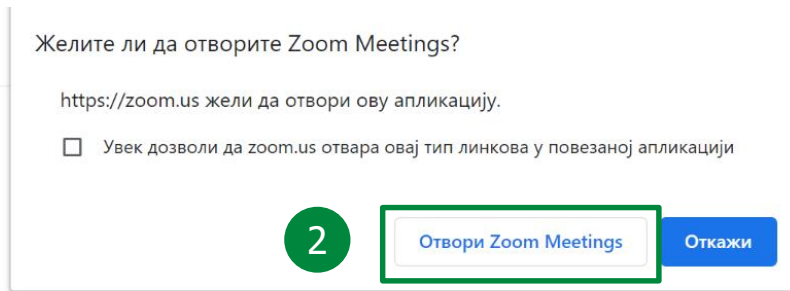 Желите ли да отворите Zoom Meetings?
https://zoom.us жели да отвори ову апликацију.
Увек дозволи да zoom.us отвара овај тип линкова у повезаној апликацији
2 Отвори Zoom Meetings Откажи